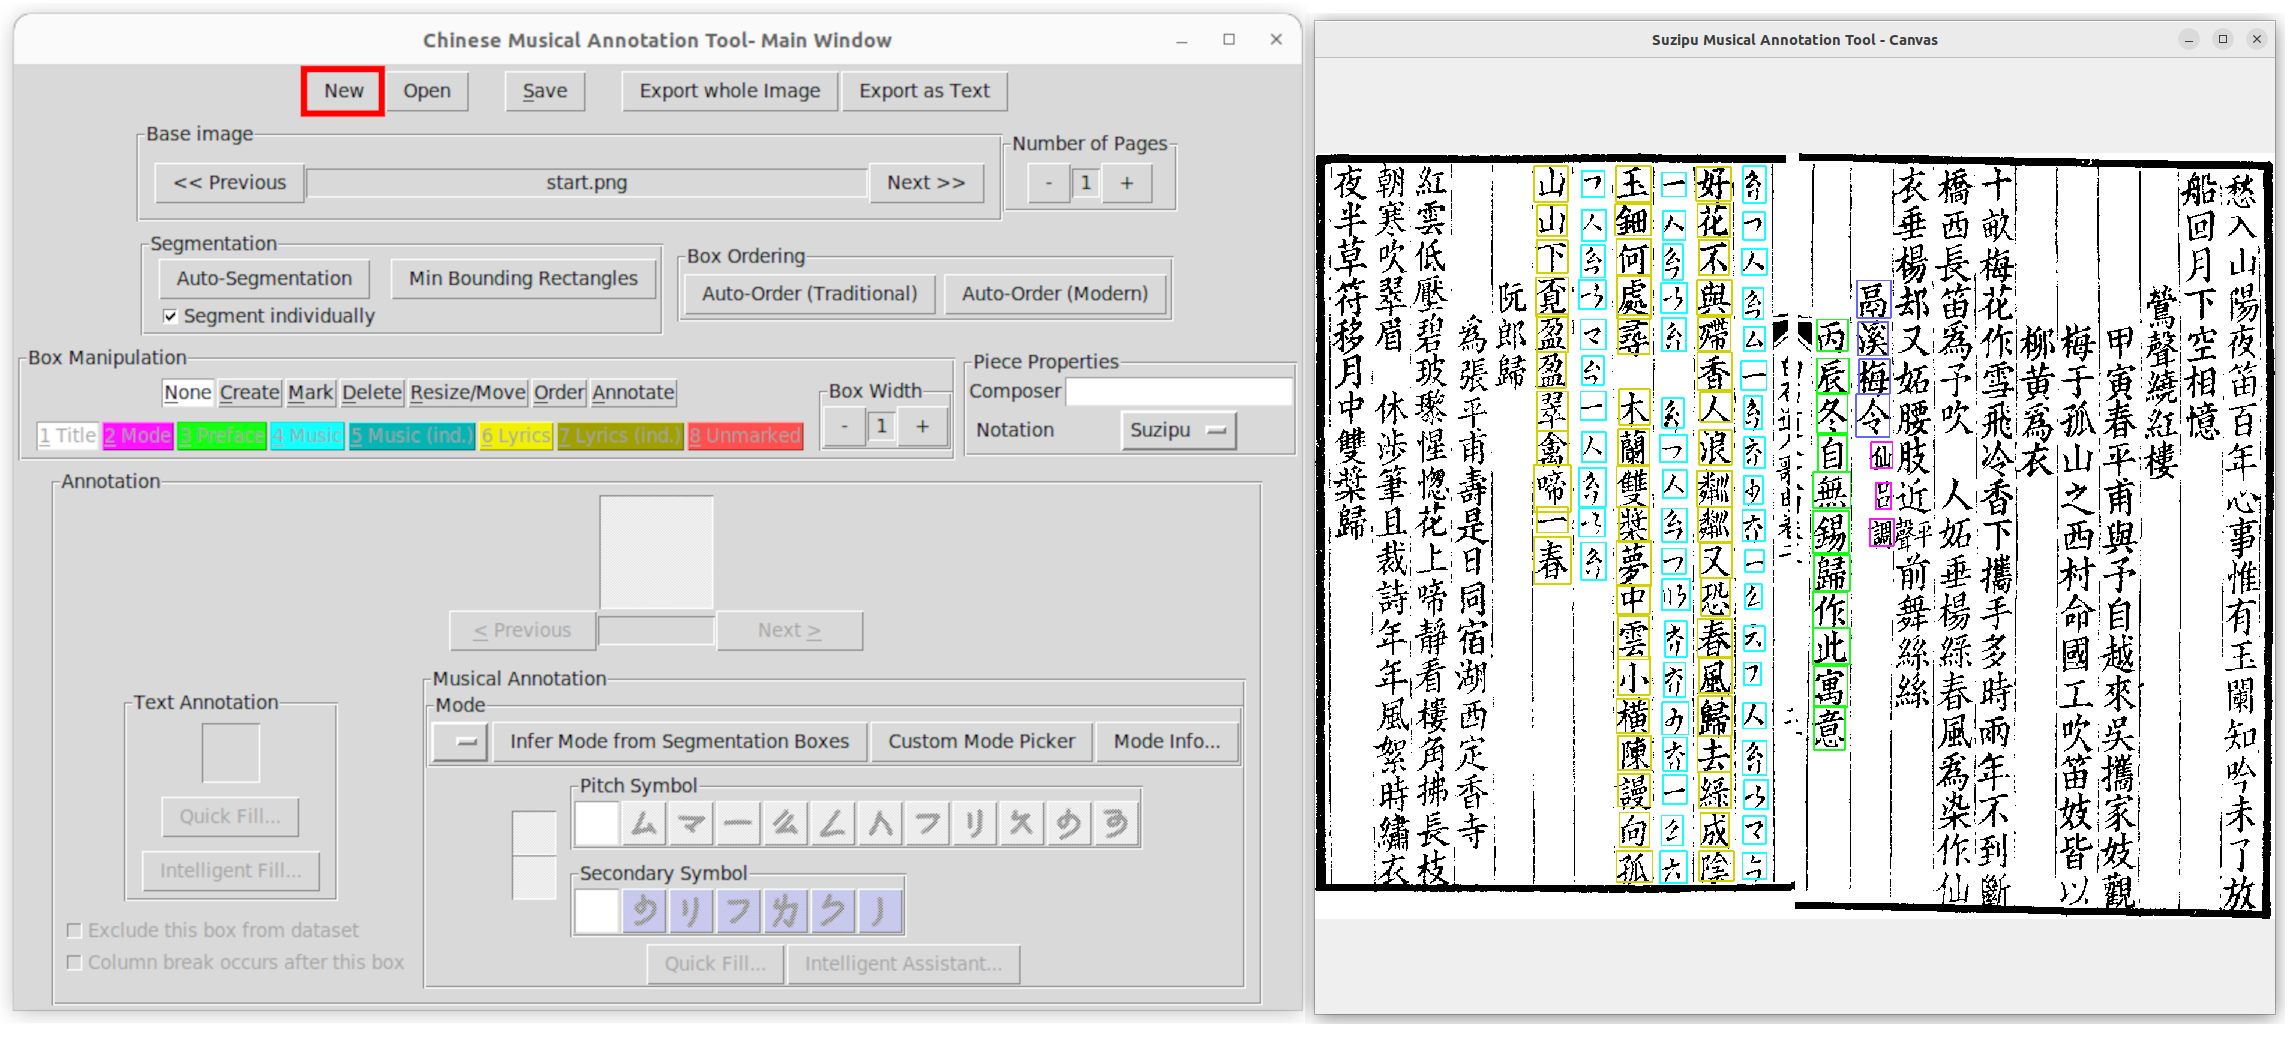 Chinese Musical Annotation Tool- Main Window
New Open Save Export whole Image Export as Text
Base image
<< Previous start.png Next >>
Number of Pages
- 1 +
Segmentation
Auto-Segmentation Min Bounding Rectangles
Segment individually
Box Ordering
Auto-Order (Traditional) Auto-Order (Modern)
Box Manipulation
None Create Mark Delete Resize/Move Order Annotate
1 Title 2 Mode 3 Preface 4 Music 5 Music (ind.) 6 Lyrics 7 Lyrics (ind.) 8 Unmarked
Box Width
- 1 +
Piece Properties
Composer
Notation Suzipu
Annotation
< Previous Next >
Text Annotation
Quick Fill...
Intelligent Fill...
Exclude this box from dataset
Column break occurs after this box
Musical Annotation
Mode
Infer Mode from Segmentation Boxes Custom Mode Picker Mode Info...
Pitch Symbol
Secondary Symbol
Quick Fill... Intelligent Assistant...
Suzipu Musical Annotation Tool - Canvas
愁入山陽夜笛百年心事惟有玉闌知吟未了放
船回月下空相憶
鶯聲繞紅樓
甲寅春平甫與予自越來吳攜家妓觀
梅于孤山之西村命國工吹笛妓皆以
柳黃爲衣
十畝梅花作雪飛冷香下攜手多時兩年不到斷
橋西長笛爲予吹 人妬垂楊綠春風爲染作仙
衣垂楊却又妬腰肢近平聲前舞絲絲
鬲溪梅令 仙呂調
丙辰冬自無錫歸作此寓意
好花不與殢香人浪粼粼又恐春風歸去綠成陰
玉鈿何處尋 木蘭雙槳夢中雲小橫陳謾向孤
山山下覓盈盈翠禽啼一春
阮郎歸
爲張平甫壽是日同宿湖西定香寺
紅雲低壓碧玻瓈惺惚花上啼靜看樓角拂長枝
朝寒吹翠眉 休涉筆且裁詩年年風絮時繡衣
夜半草符移月中雙槳歸